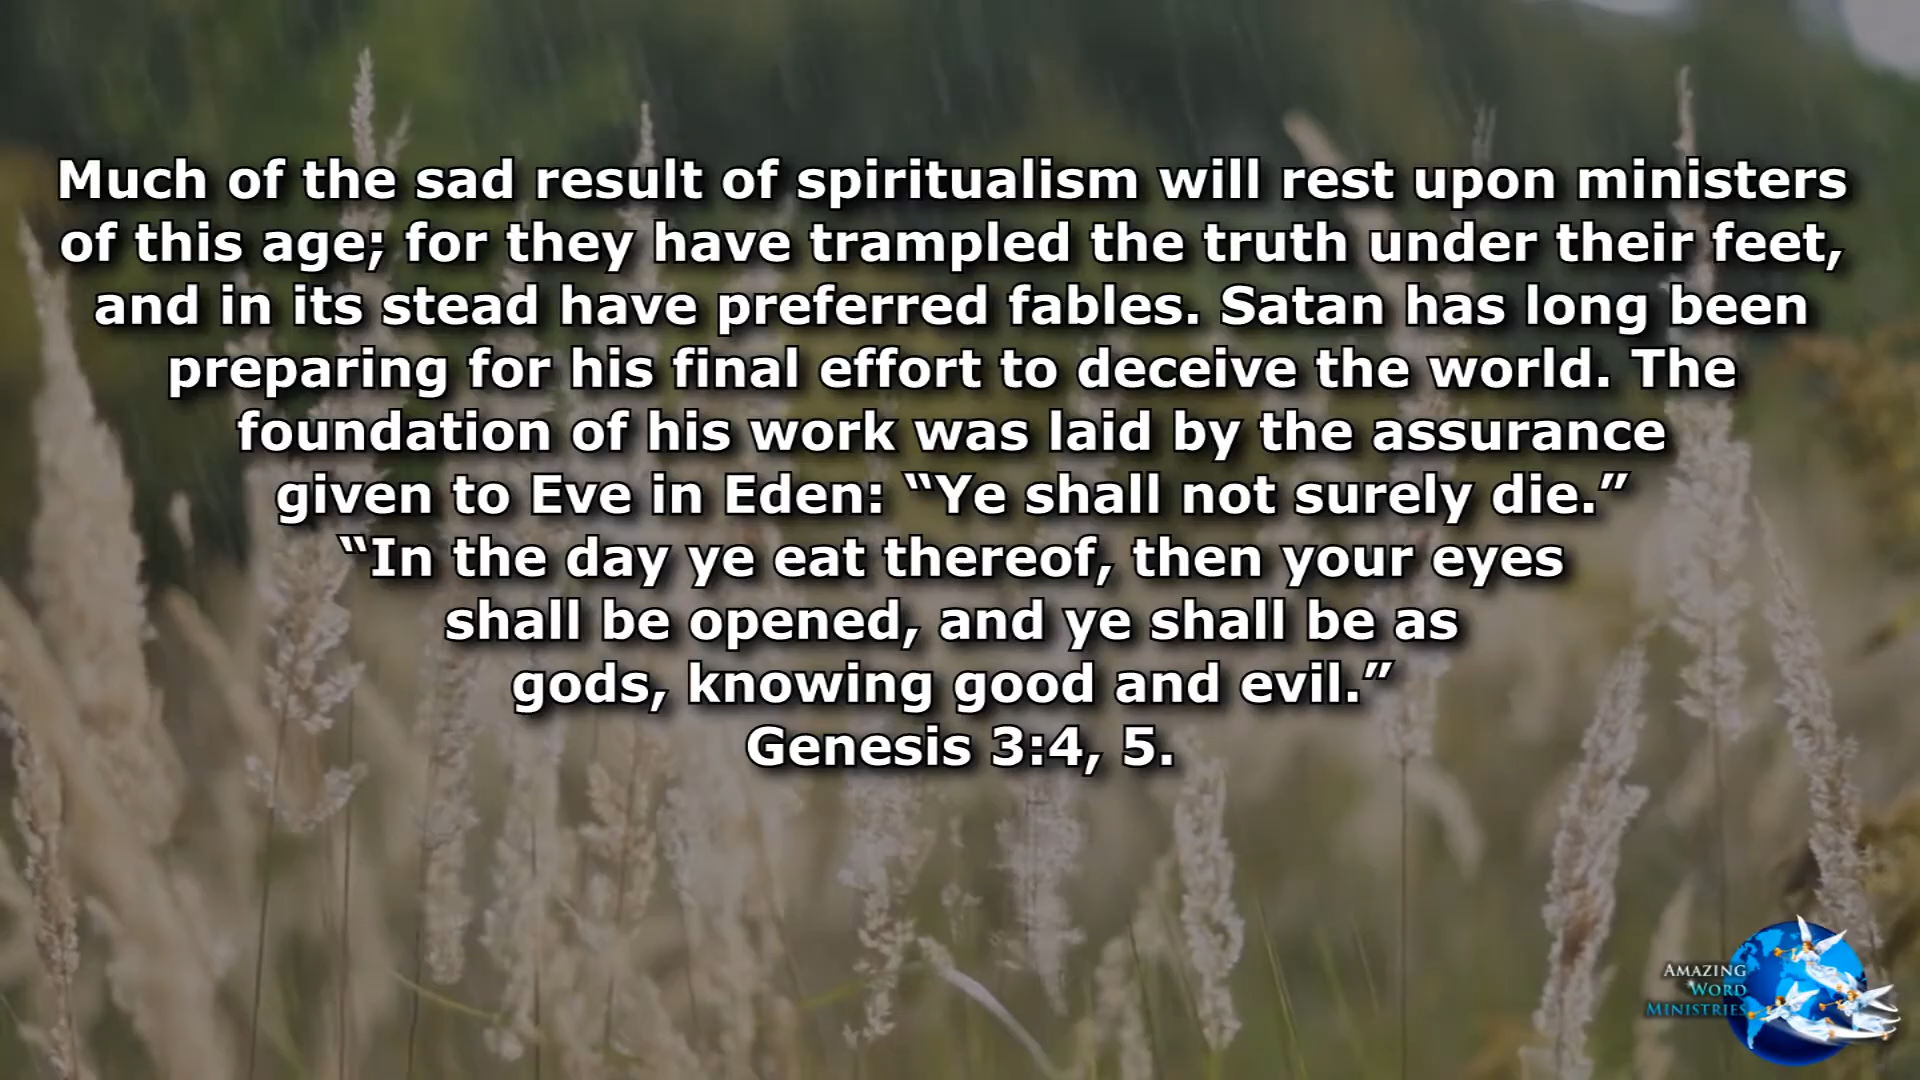 Much of the sad result of spiritualism will rest upon ministers
of this age; for they have trampled the truth under their feet,
and in its stead have preferred fables. Satan has long been
preparing for his final effort to deceive the world. The
foundation of his work was laid by the assurance
given to Eve in Eden: “Ye shall not surely die.”
“In the day ye eat thereof, then your eyes
shall be opened, and ye shall be as
gods, knowing good and evil.”
Genesis 3:4, 5.
AMAZING
WORD
MINISTRIES